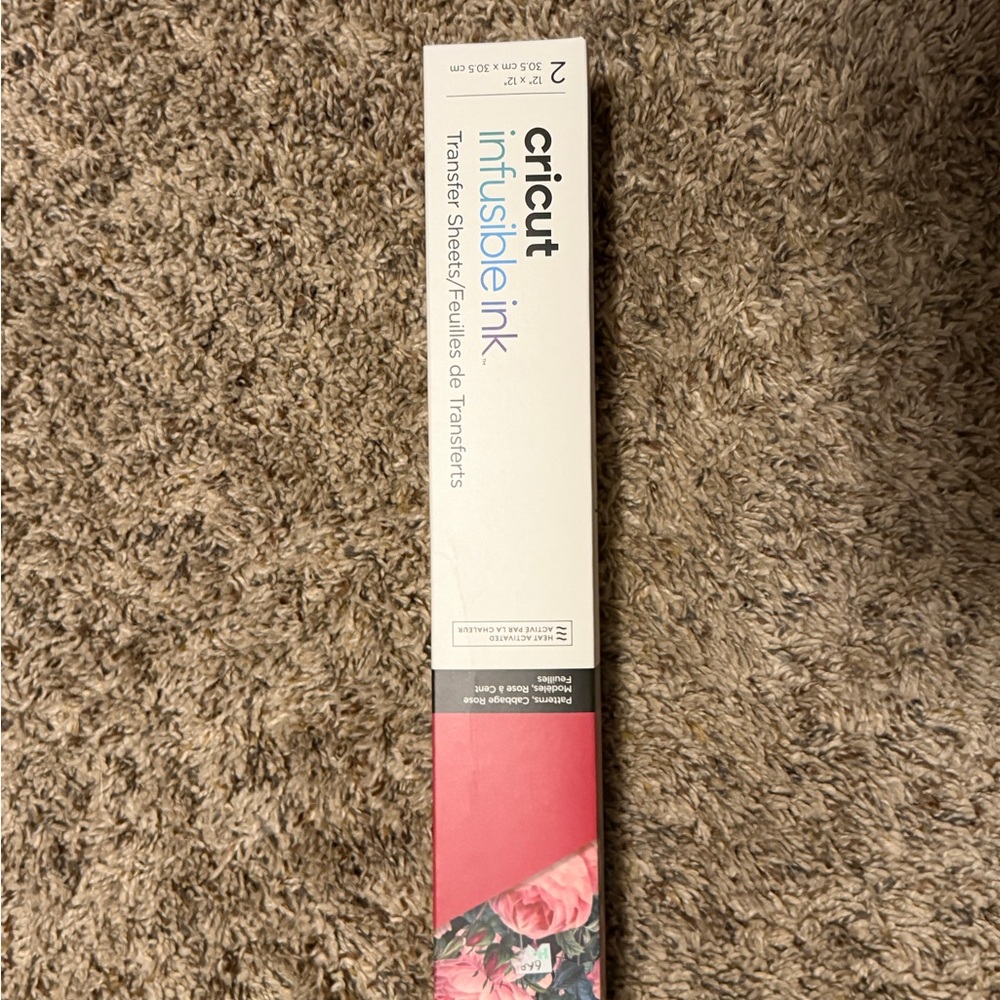 2
12" x 12"
30.5 cm x 30.5 cm
cricut
infusible ink™
Transfer Sheets/Feuilles de Transferts
HEAT ACTIVATED
ACTIVÉ PAR LA CHALEUR
Patterns, Cabbage Rose
Modèles, Rose à Cent
Feuilles